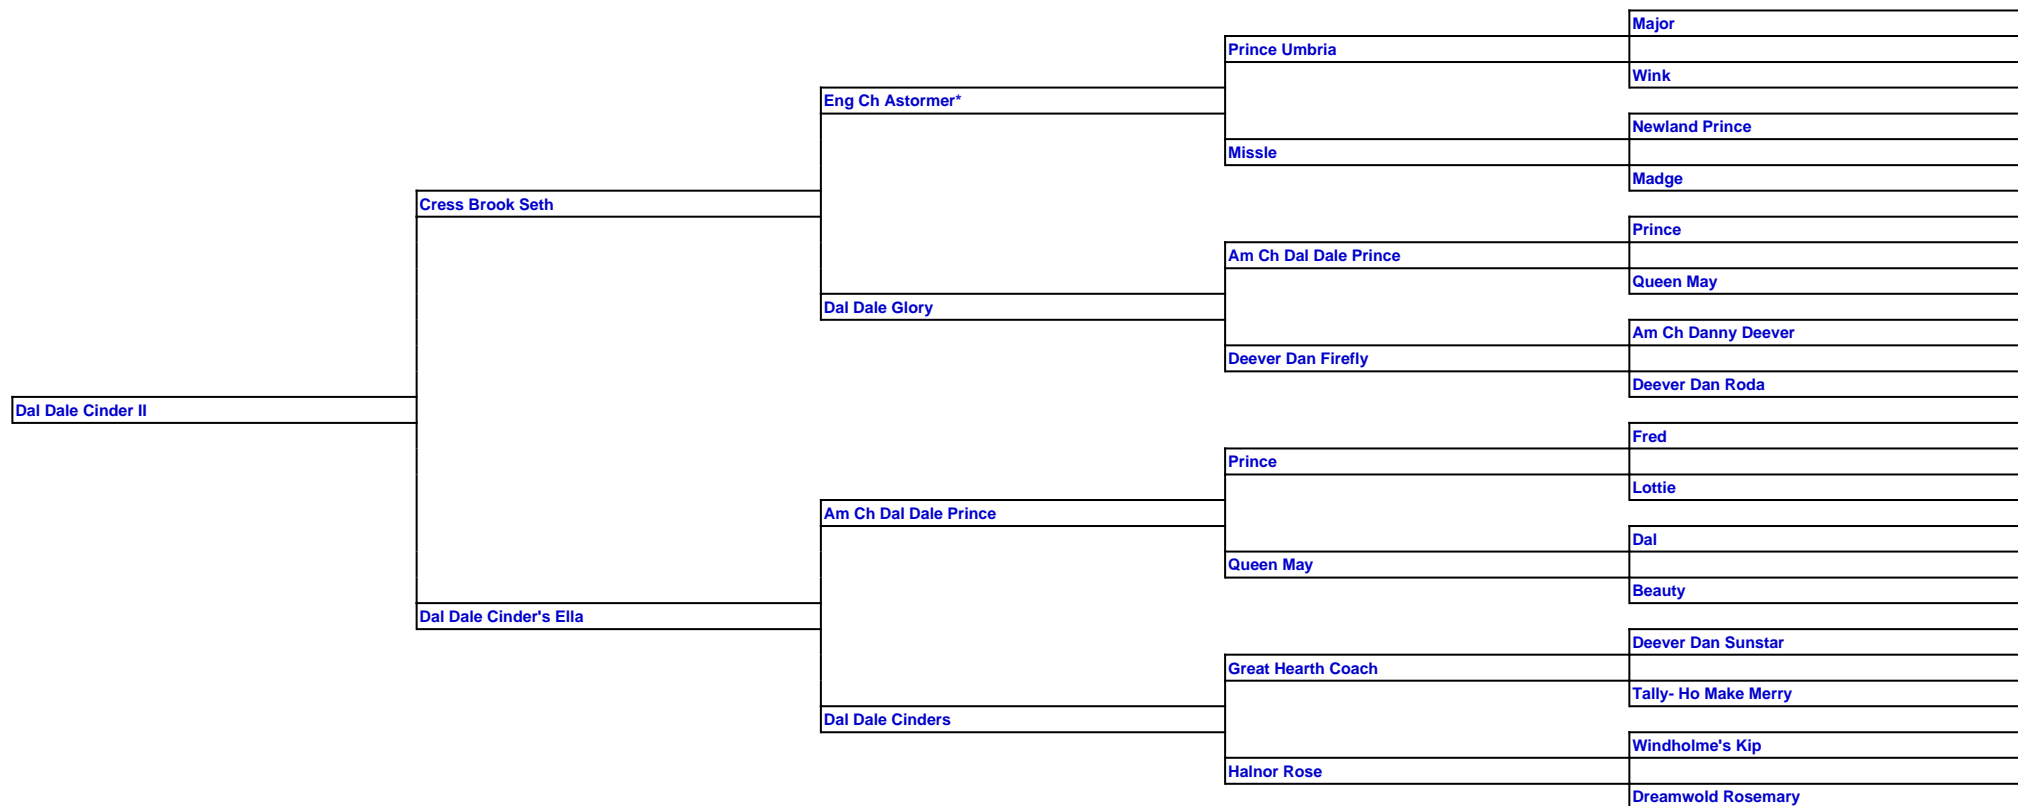 Major
Prince Umbria
Wink
Eng Ch Astormer*
Newland Prince
Missle
Madge
Cress Brook Seth
Prince
Am Ch Dal Dale Prince
Queen May
Dal Dale Glory
Am Ch Danny Deever
Deever Dan Firefly
Deever Dan Roda
Dal Dale Cinder II
Fred
Prince
Lottie
Am Ch Dal Dale Prince
Dal
Queen May
Beauty
Dal Dale Cinder's Ella
Deever Dan Sunstar
Great Hearth Coach
Tally- Ho Make Merry
Dal Dale Cinders
Windholme's Kip
Halnor Rose
Dreamwold Rosemary